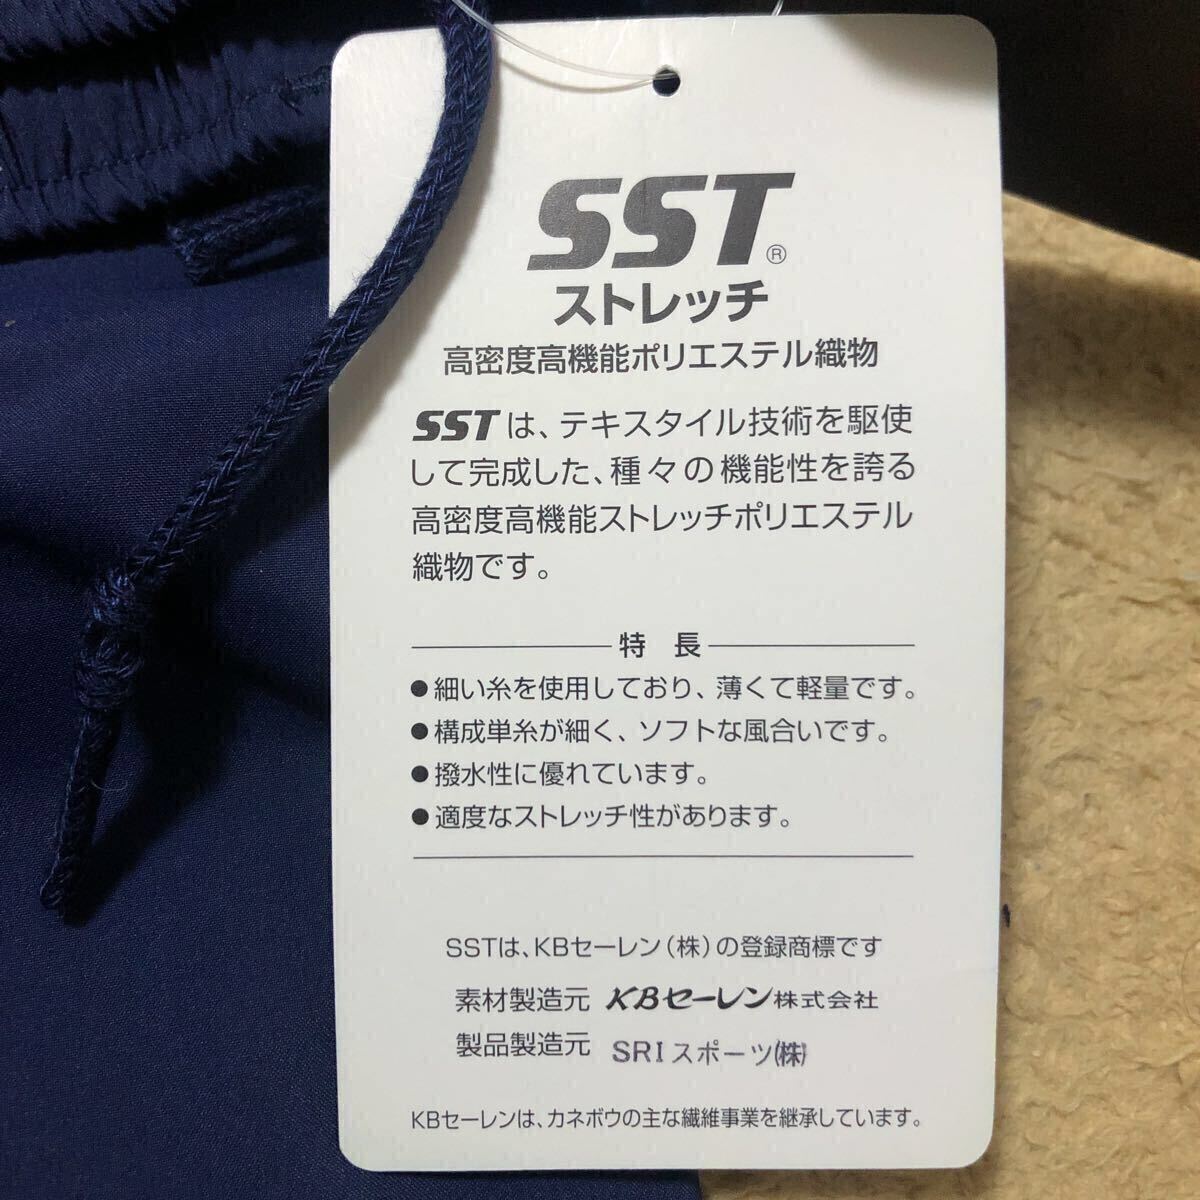 SST®
ストレッチ
高密度高機能ポリエステル織物
SSTは、テキスタイル技術を駆使
して完成した、種々の機能性を誇る
高密度高機能ストレッチポリエステル
織物です。
特 長
●細い糸を使用しており、薄くて軽量です。
●構成単糸が細く、ソフトな風合いです。
●撥水性に優れています。
●適度なストレッチ性があります。
SSTは、KBセーレン（株）の登録商標です
素材製造元 KBセーレン株式会社
製品製造元 SRIスポーツ(株)
KBセーレンは、カネボウの主な繊維事業を継承しています。